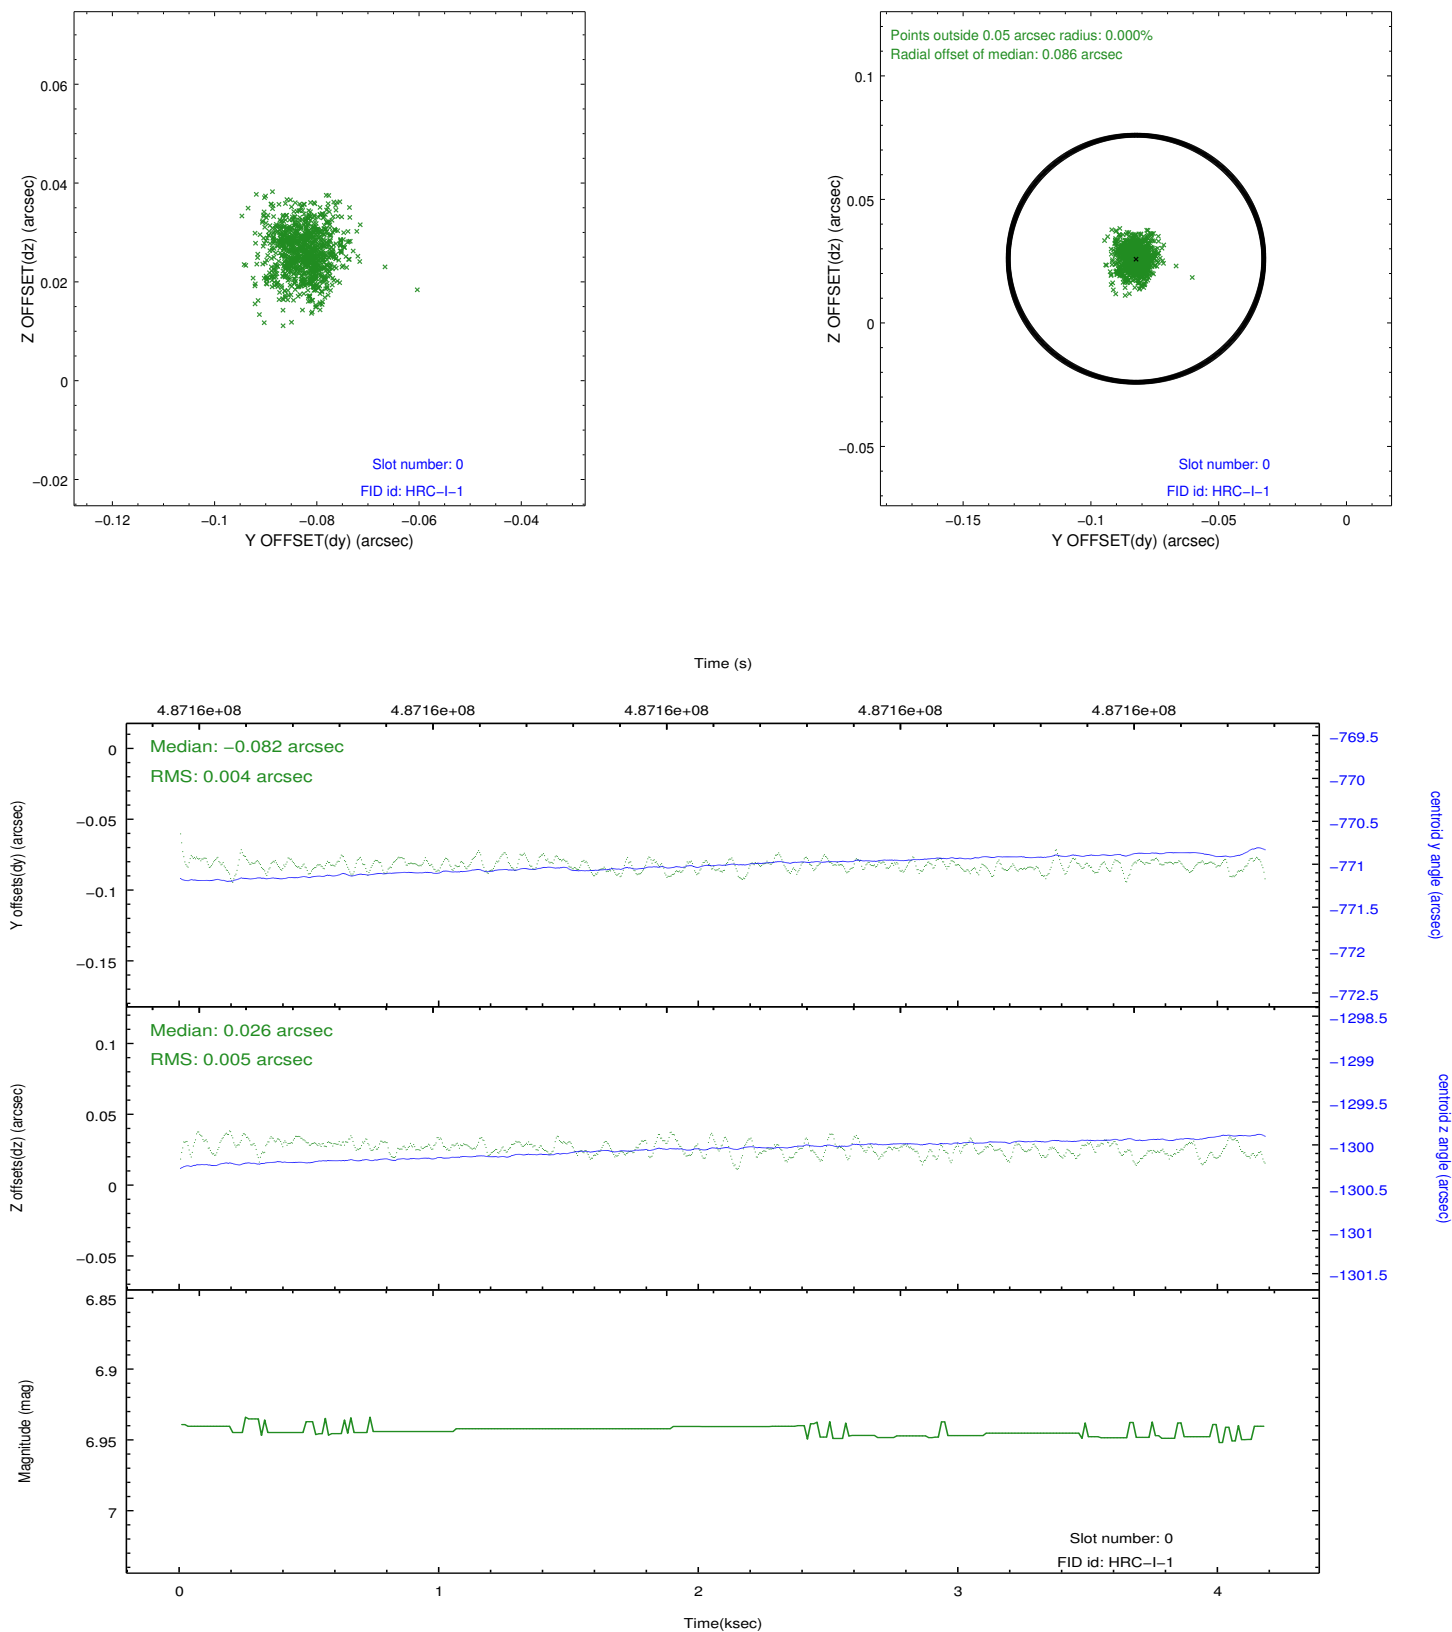 0.06
0.04
0.02
0
−0.02
Z OFFSET(dz) (arcsec)
Slot number: 0
FID id: HRC−I−1
−0.12
−0.1
−0.08
−0.06
−0.04
Y OFFSET(dy) (arcsec)
Points outside 0.05 arcsec radius: 0.000%
Radial offset of median: 0.086 arcsec
0.1
0.05
0
−0.05
Z OFFSET(dz) (arcsec)
Slot number: 0
FID id: HRC−I−1
−0.15
−0.1
−0.05
0
Y OFFSET(dy) (arcsec)
Time (s)
4.8716e+08
4.8716e+08
4.8716e+08
4.8716e+08
4.8716e+08
Median: −0.082 arcsec
RMS: 0.004 arcsec
0
−0.05
−0.1
−0.15
Y offsets(dy) (arcsec)
−769.5
−770
−770.5
−771
−771.5
−772
−772.5
centroid y angle (arcsec)
Median: 0.026 arcsec
RMS: 0.005 arcsec
0.1
0.05
0
−0.05
Z offsets(dz) (arcsec)
−1298.5
−1299
−1299.5
−1300
−1300.5
−1301
−1301.5
centroid z angle (arcsec)
6.85
6.9
6.95
7
Magnitude (mag)
Slot number: 0
FID id: HRC−I−1
0
1
2
3
4
Time(ksec)